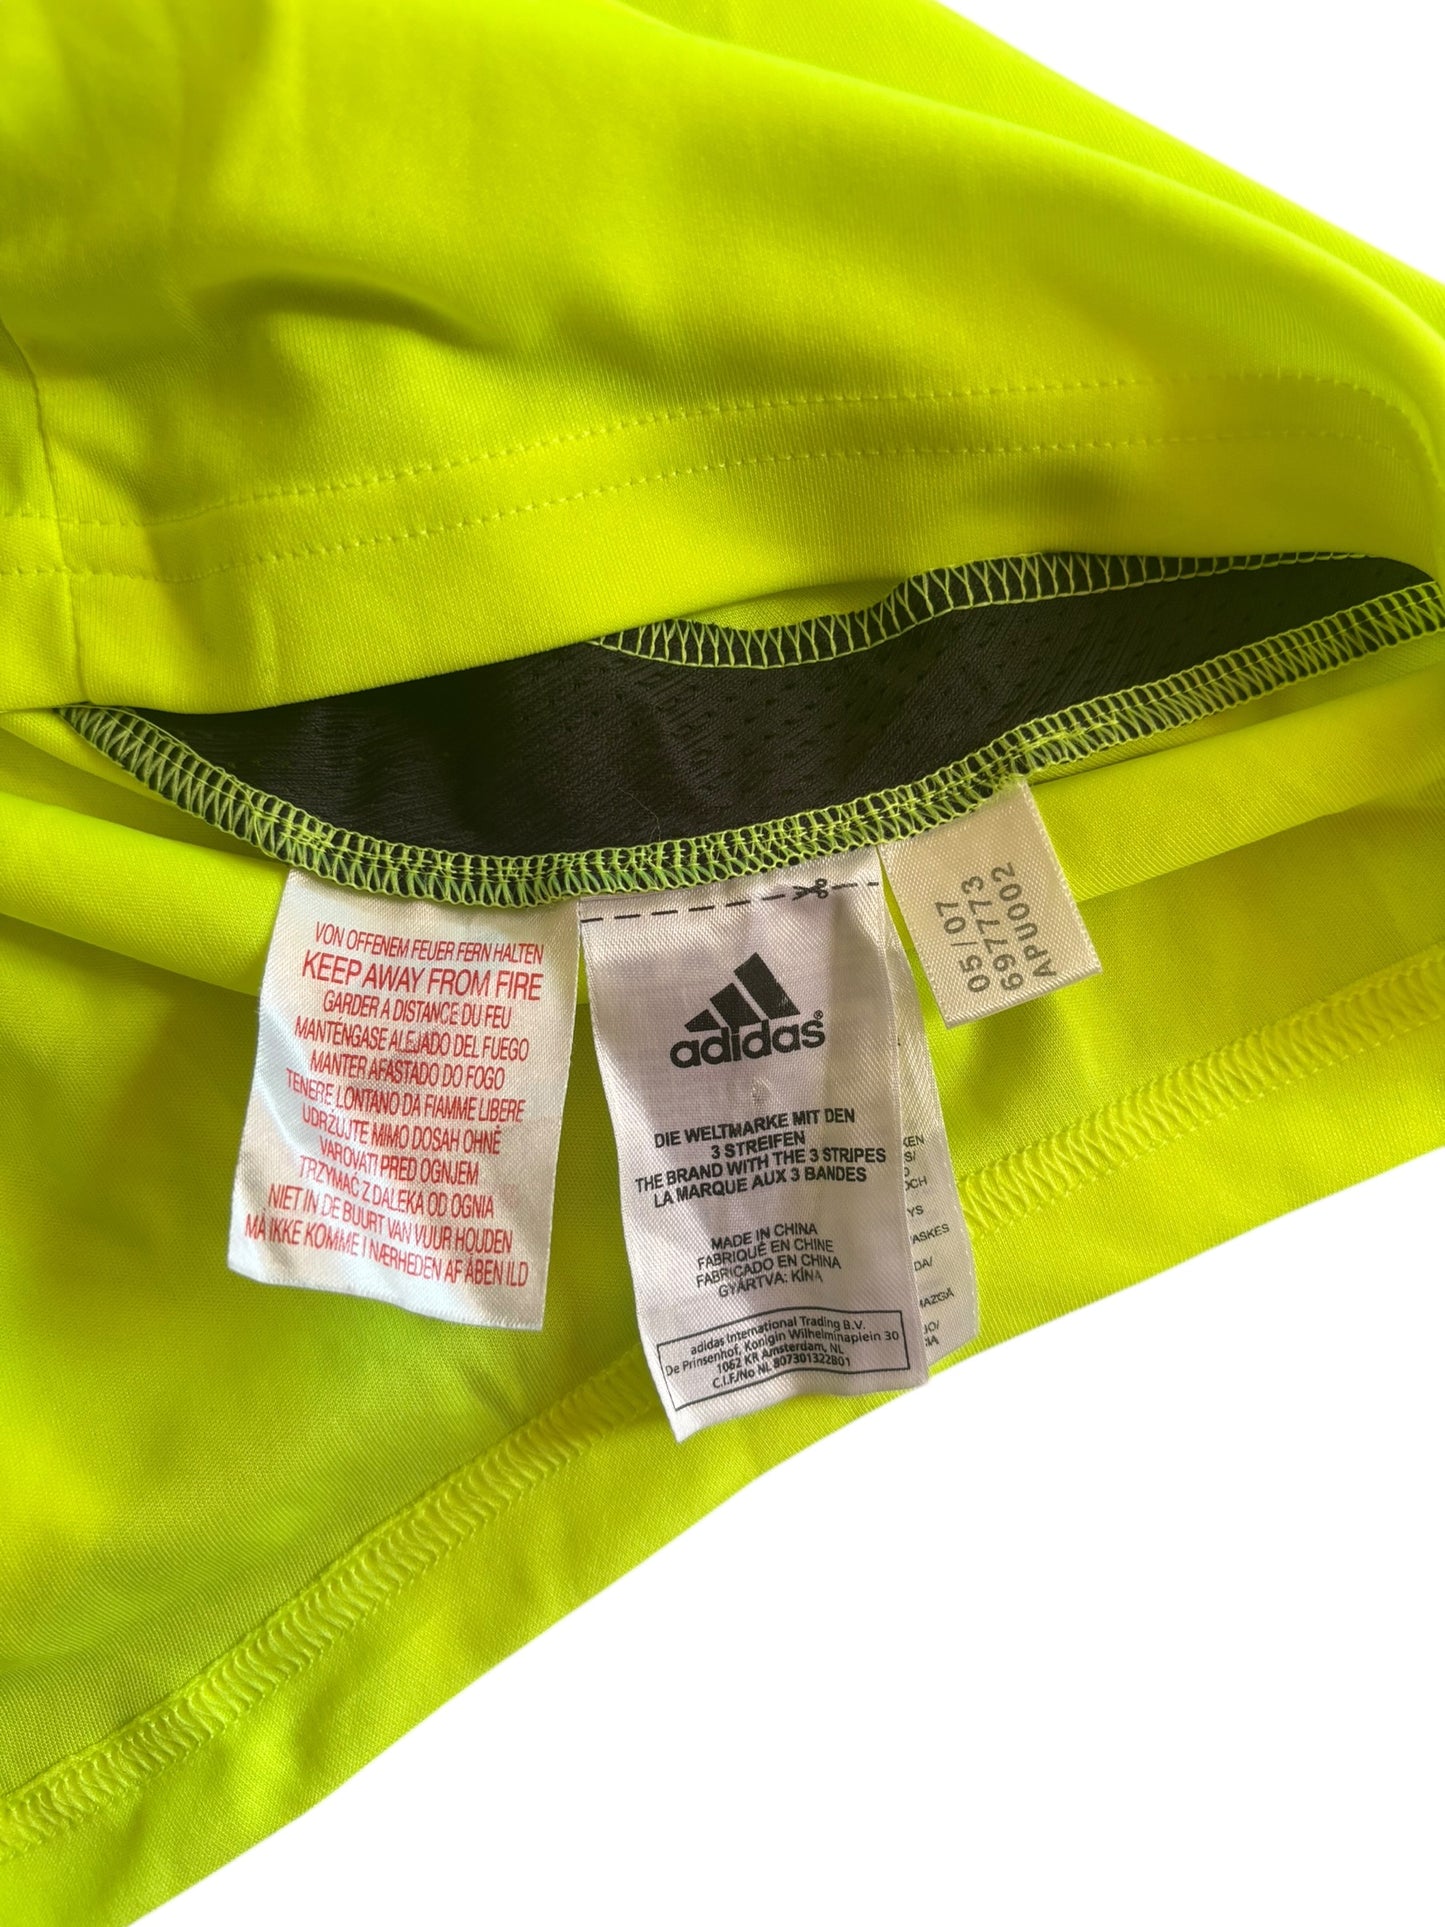 VON OFFENEM FEUER FERN HALTEN
KEEP AWAY FROM FIRE
GARDER A DISTANCE DU FEU
MANTÉNGASE ALEJADO DEL FUEGO
MANTER AFASTADO DO FOGO
TENERE LONTANO DA FIAMME LIBERE
UDRŽUJTE MIMO DOSAH OHNĚ
VAROVATI PRED OGNJEM
TRZYMAĆ Z DALEKA OD OGNIA
NIET IN DE BUURT VAN VUUR HOUDEN
MÅ IKKE KOMME I NÆRHEDEN AF ÅBEN ILD
adidas®
DIE WELTMARKE MIT DEN
3 STREIFEN
THE BRAND WITH THE 3 STRIPES
LA MARQUE AUX 3 BANDES
MADE IN CHINA
FABRIQUÉ EN CHINE
FABRICADO EN CHINA
GYÁRTVA: KÍNA
adidas International Trading B.V.
De Prinsenhof, Konigin Wilhelminaplein 30
1062 KR Amsterdam, NL
C.I.F./No NL 807301322B01
05/07
697773
APU002